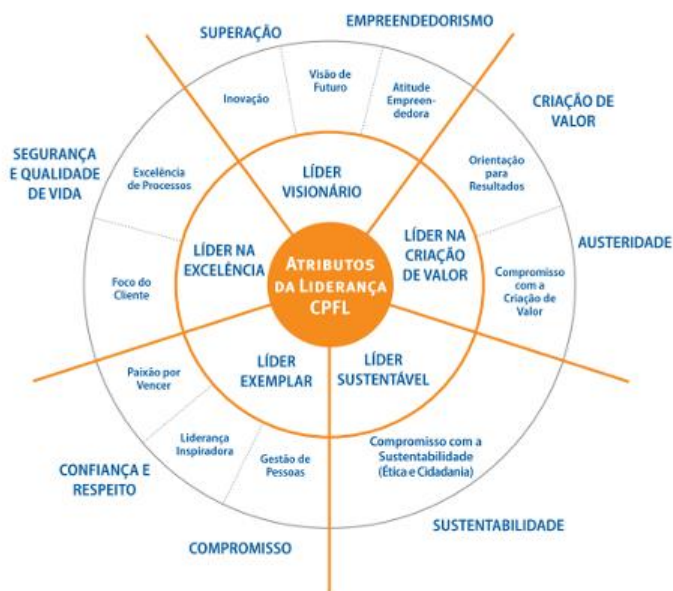 SUPERAÇÃO
EMPREENDEDORISMO
CRIAÇÃO DE
VALOR
AUSTERIDADE
SUSTENTABILIDADE
COMPROMISSO
CONFIANÇA E
RESPEITO
SEGURANÇA
E QUALIDADE
DE VIDA
Inovação
Visão de
Futuro
Atitude
Empreen-
dedora
Orientação
para
Resultados
Compromisso
com a
Criação de
Valor
Compromisso com a
Sustentabilidade
(Ética e Cidadania)
Gestão de
Pessoas
Liderança
Inspiradora
Paixão por
Vencer
Foco do
Cliente
Excelência
de Processos
LÍDER
VISIONÁRIO
LÍDER NA
CRIAÇÃO
DE VALOR
LÍDER
SUSTENTÁVEL
LÍDER
EXEMPLAR
LÍDER NA
EXCELÊNCIA
ATRIBUTOS
DA LIDERANÇA
CPFL